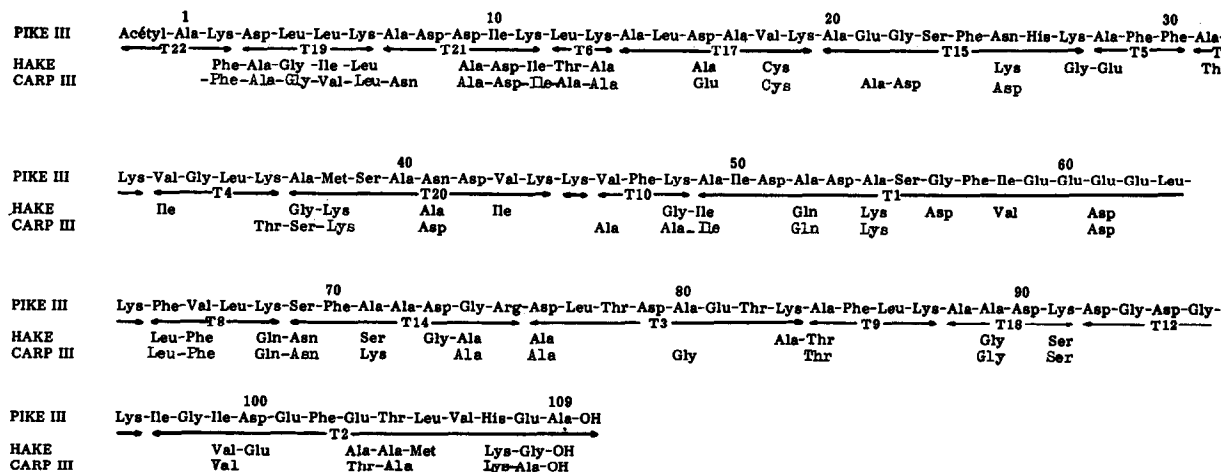 1 10 20 30
PIKE III Acétyl-Ala-Lys-Asp-Leu-Leu-Lys-Ala-Asp-Asp-Ile-Lys-Leu-Lys-Ala-Leu-Asp-Ala-Val-Lys-Ala-Glu-Gly-Ser-Phe-Asn-His-Lys-Ala-Phe-Phe-Ala-
T22 T19 T21 T6 T17 T15 T5 T
HAKE Phe-Ala-Gly-Ile-Leu Ala-Asp-Ile-Thr-Ala Ala Cys Lys Gly-Glu Th
CARP III -Phe-Ala-Gly-Val-Leu-Asn Ala-Asp-Ile-Ala-Ala Glu Cys Ala-Asp Asp
40 50 60
PIKE III Lys-Val-Gly-Leu-Lys-Ala-Met-Ser-Ala-Asn-Asp-Val-Lys-Lys-Val-Phe-Lys-Ala-Ile-Asp-Ala-Asp-Ala-Ser-Gly-Phe-Ile-Glu-Glu-Glu-Glu-Leu-
T4 T20 T10 T1
HAKE Ile Gly-Lys Ala Ile Gly-Ile Gln Lys Asp Val Asp
CARP III Thr-Ser-Lys Asp Ala Ala-Ile Gln Lys Asp
70 80 90
PIKE III Lys-Phe-Val-Leu-Lys-Ser-Phe-Ala-Ala-Asp-Gly-Arg-Asp-Leu-Thr-Asp-Ala-Glu-Thr-Lys-Ala-Phe-Leu-Lys-Ala-Ala-Asp-Lys-Asp-Gly-Asp-Gly-
T8 T14 T3 T9 T18 T12
HAKE Leu-Phe Gln-Asn Ser Gly-Ala Ala Ala-Thr Gly Ser
CARP III Leu-Phe Gln-Asn Lys Ala Ala Gly Thr Gly Ser
100 109
PIKE III Lys-Ile-Gly-Ile-Asp-Glu-Phe-Glu-Thr-Leu-Val-His-Glu-Ala-OH
T2
HAKE Val-Glu Ala-Ala-Met Lys-Gly-OH
CARP III Val Thr-Ala Lys-Ala-OH